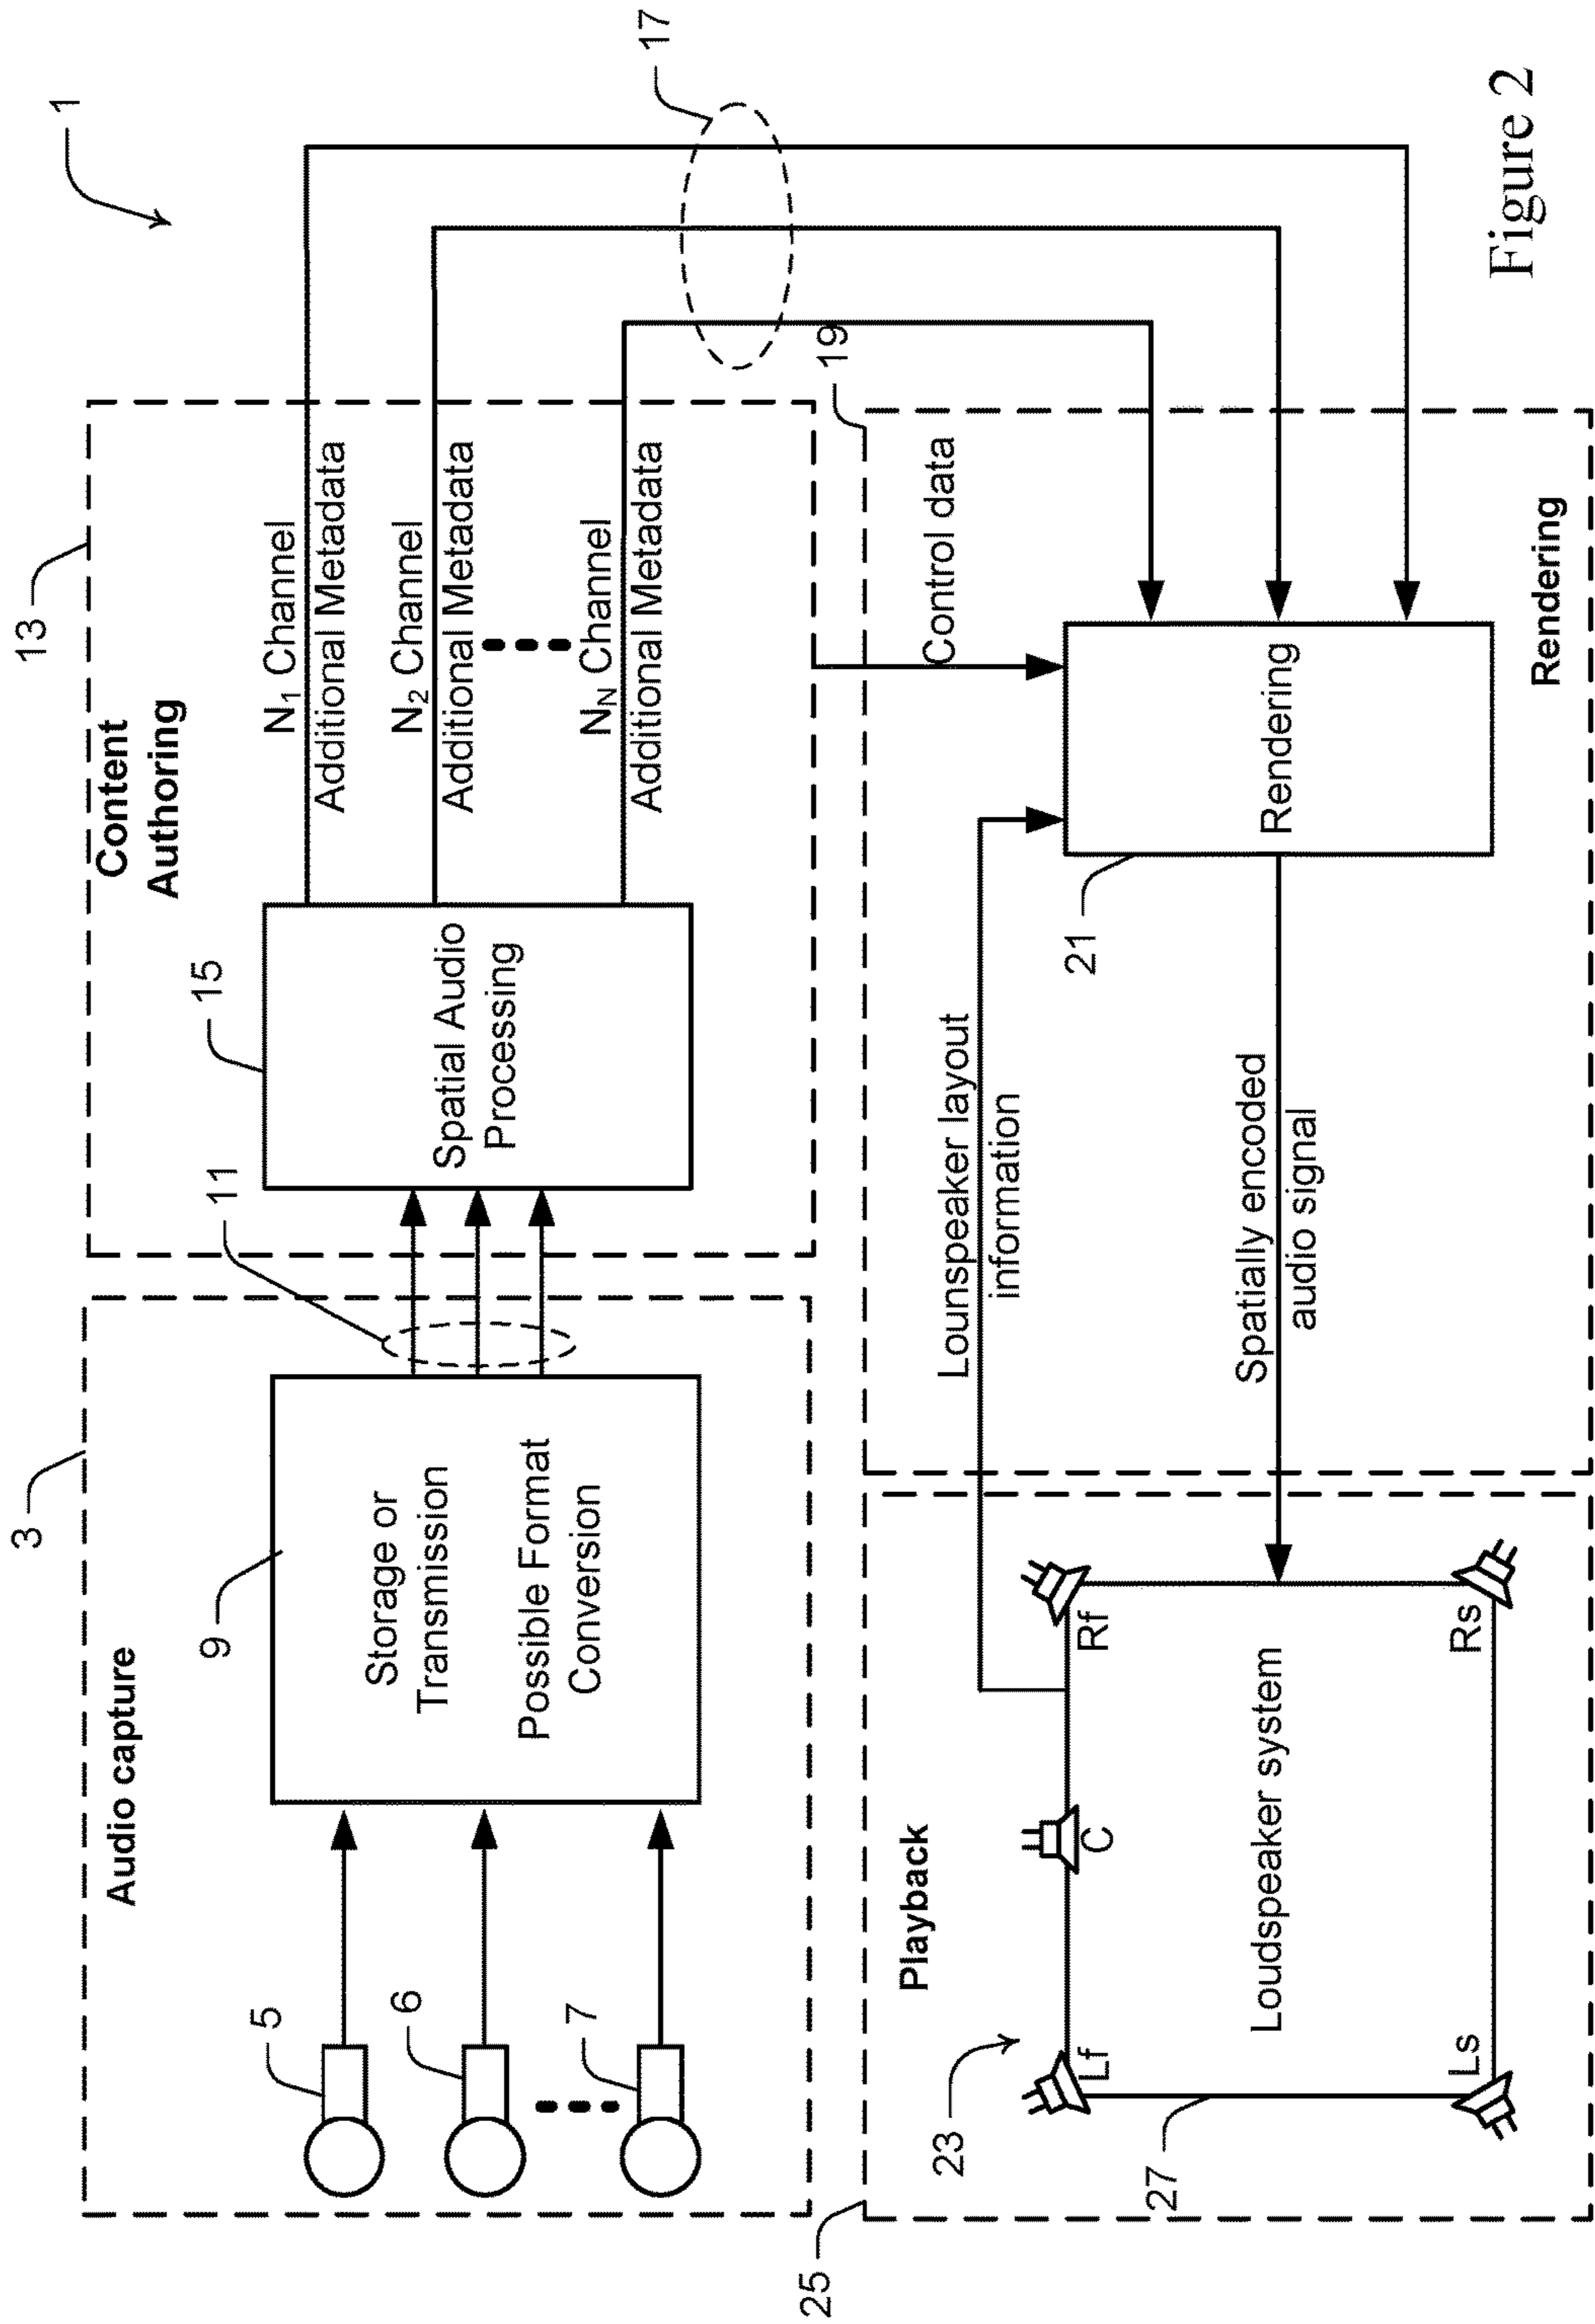 1
3
13
Audio capture
Content
Authoring
5
6
7
9
Storage or
Transmission
Possible Format
Conversion
11
15
Spatial Audio
Processing
N1 Channel
Additional Metadata
N2 Channel
Additional Metadata
NN Channel
Additional Metadata
17
25
Playback
23
27
Lf
C
Rf
Loudspeaker system
Ls
Rs
19
Lounspeaker layout
information
Control data
21
Rendering
Spatially encoded
audio signal
Rendering
Figure 2